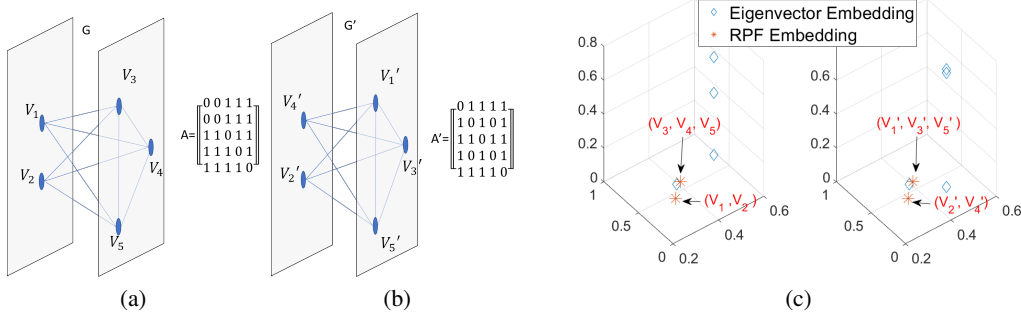 G
V₁
V₂
V₃
V₄
V₅
A=
0 0 1 1 1
0 0 1 1 1
1 1 0 1 1
1 1 1 0 1
1 1 1 1 0
(a)
G′
V₄′
V₂′
V₁′
V₃′
V₅′
A'=
0 1 1 1 1
1 0 1 0 1
1 1 0 1 1
1 0 1 0 1
1 1 1 1 0
(b)
Eigenvector Embedding
RPF Embedding
0.8
0.6
0.4
0.2
0
1
0.5
0
0.2
0.4
0.6
(V₃, V₄, V₅)
(V₁ ,V₂)
0.6
0.4
0.2
0
1
0.5
0
0.2
0.4
0.6
(V₁', V₃', V₅' )
(V₂', V₄')
(c)